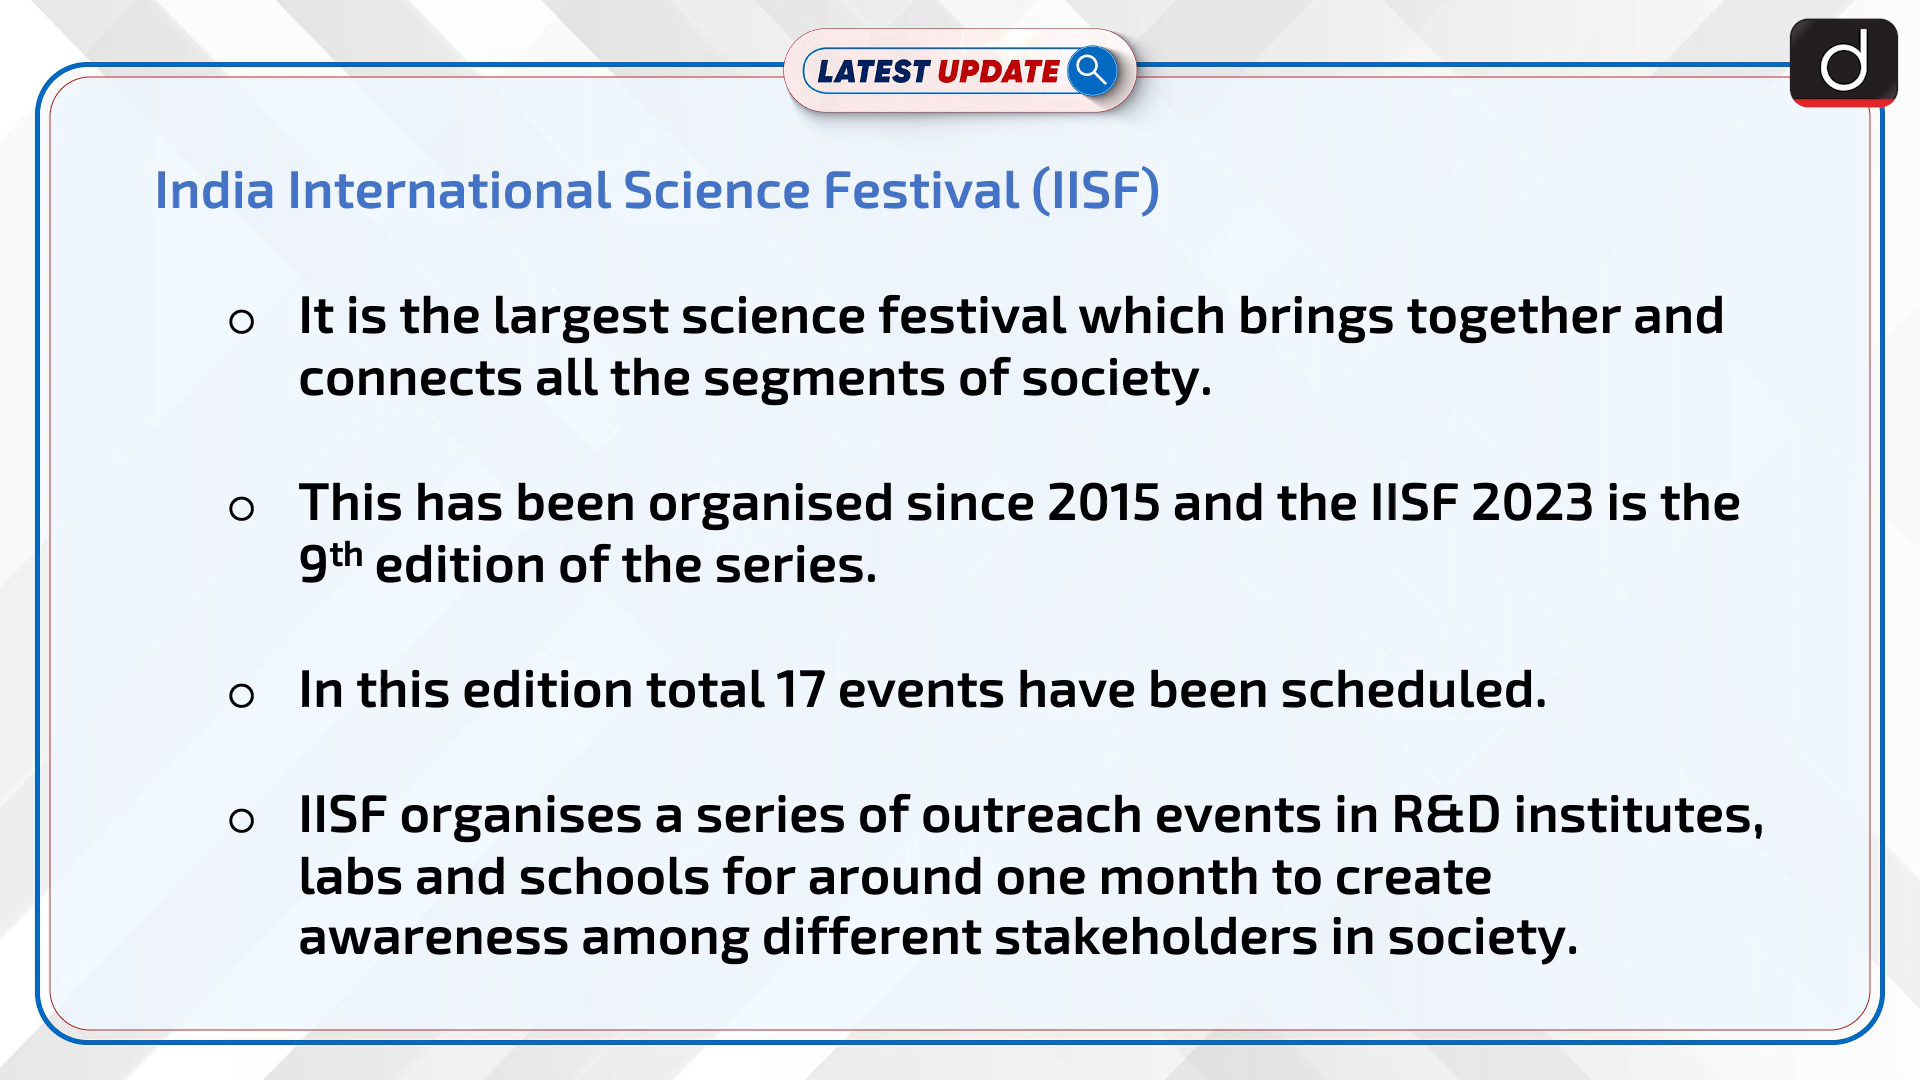 LATEST UPDATE
d
India International Science Festival (IISF)
o It is the largest science festival which brings together and
connects all the segments of society.
o This has been organised since 2015 and the IISF 2023 is the
9th edition of the series.
o In this edition total 17 events have been scheduled.
o IISF organises a series of outreach events in R&D institutes,
labs and schools for around one month to create
awareness among different stakeholders in society.